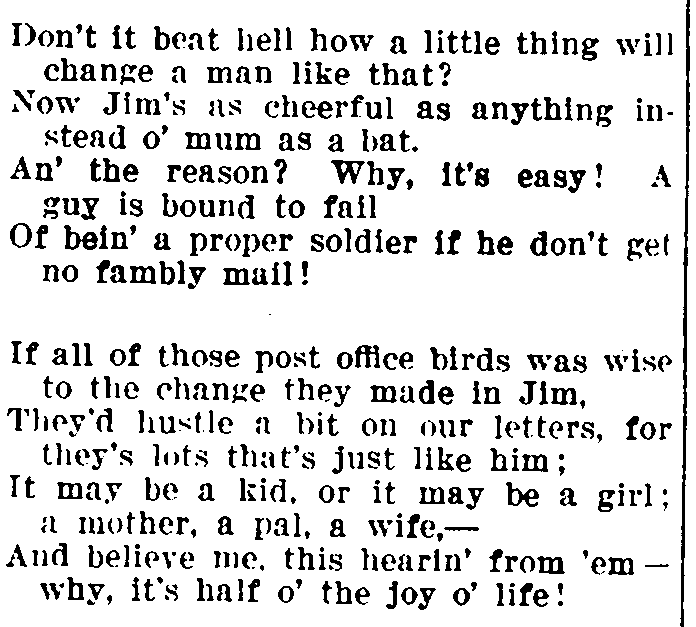 Don't it beat hell how a little thing will
change a man like that?
Now Jim's as cheerful as anything in-
stead o' mum as a bat.
An' the reason? Why, it's easy! A
guy is bound to fail
Of bein' a proper soldier if he don't get
no fambly mail!
If all of those post office birds was wise
to the change they made in Jim,
They'd hustle a bit on our letters, for
they's lots that's just like him;
It may be a kid, or it may be a girl;
a mother, a pal, a wife,—
And believe me, this hearin' from 'em—
why, it's half o' the joy o' life!